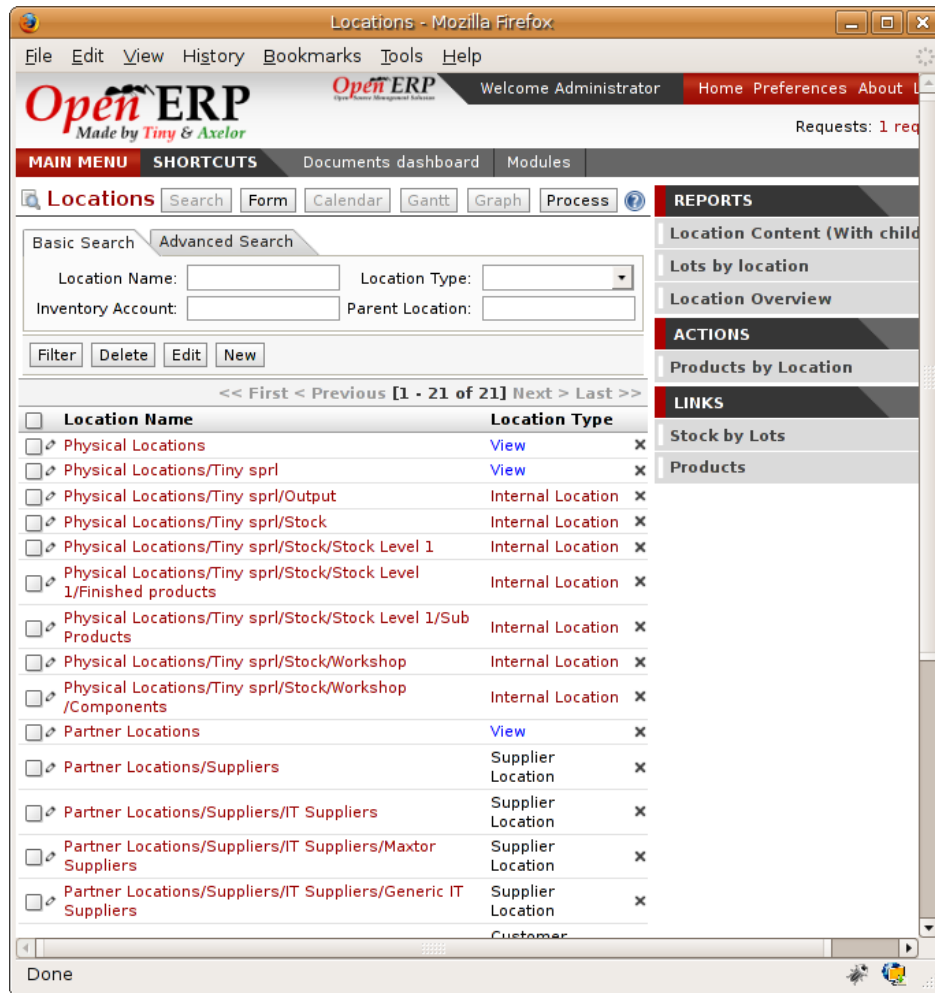 Locations - Mozilla Firefox
File Edit View History Bookmarks Tools Help
Open ERP
Made by Tiny & Axelor
Open ERP
Open Source Management Solution
Welcome Administrator
Home Preferences About
Requests: 1 req
MAIN MENU SHORTCUTS Documents dashboard Modules
Locations Search Form Calendar Gantt Graph Process ?
Basic Search Advanced Search
Location Name: Location Type:
Inventory Account: Parent Location:
Filter Delete Edit New
<< First < Previous [1 - 21 of 21] Next > Last >>
Location Name Location Type
Physical Locations View
Physical Locations/Tiny sprl View
Physical Locations/Tiny sprl/Output Internal Location
Physical Locations/Tiny sprl/Stock Internal Location
Physical Locations/Tiny sprl/Stock/Stock Level 1 Internal Location
Physical Locations/Tiny sprl/Stock/Stock Level
1/Finished products Internal Location
Physical Locations/Tiny sprl/Stock/Stock Level 1/Sub
Products Internal Location
Physical Locations/Tiny sprl/Stock/Workshop Internal Location
Physical Locations/Tiny sprl/Stock/Workshop
/Components Internal Location
Partner Locations View
Partner Locations/Suppliers Supplier
Location
Partner Locations/Suppliers/IT Suppliers Supplier
Location
Partner Locations/Suppliers/IT Suppliers/Maxtor Supplier
Suppliers Location
Partner Locations/Suppliers/IT Suppliers/Generic IT Supplier
Suppliers Location
Customer
REPORTS
Location Content (With child
Lots by location
Location Overview
ACTIONS
Products by Location
LINKS
Stock by Lots
Products
Done